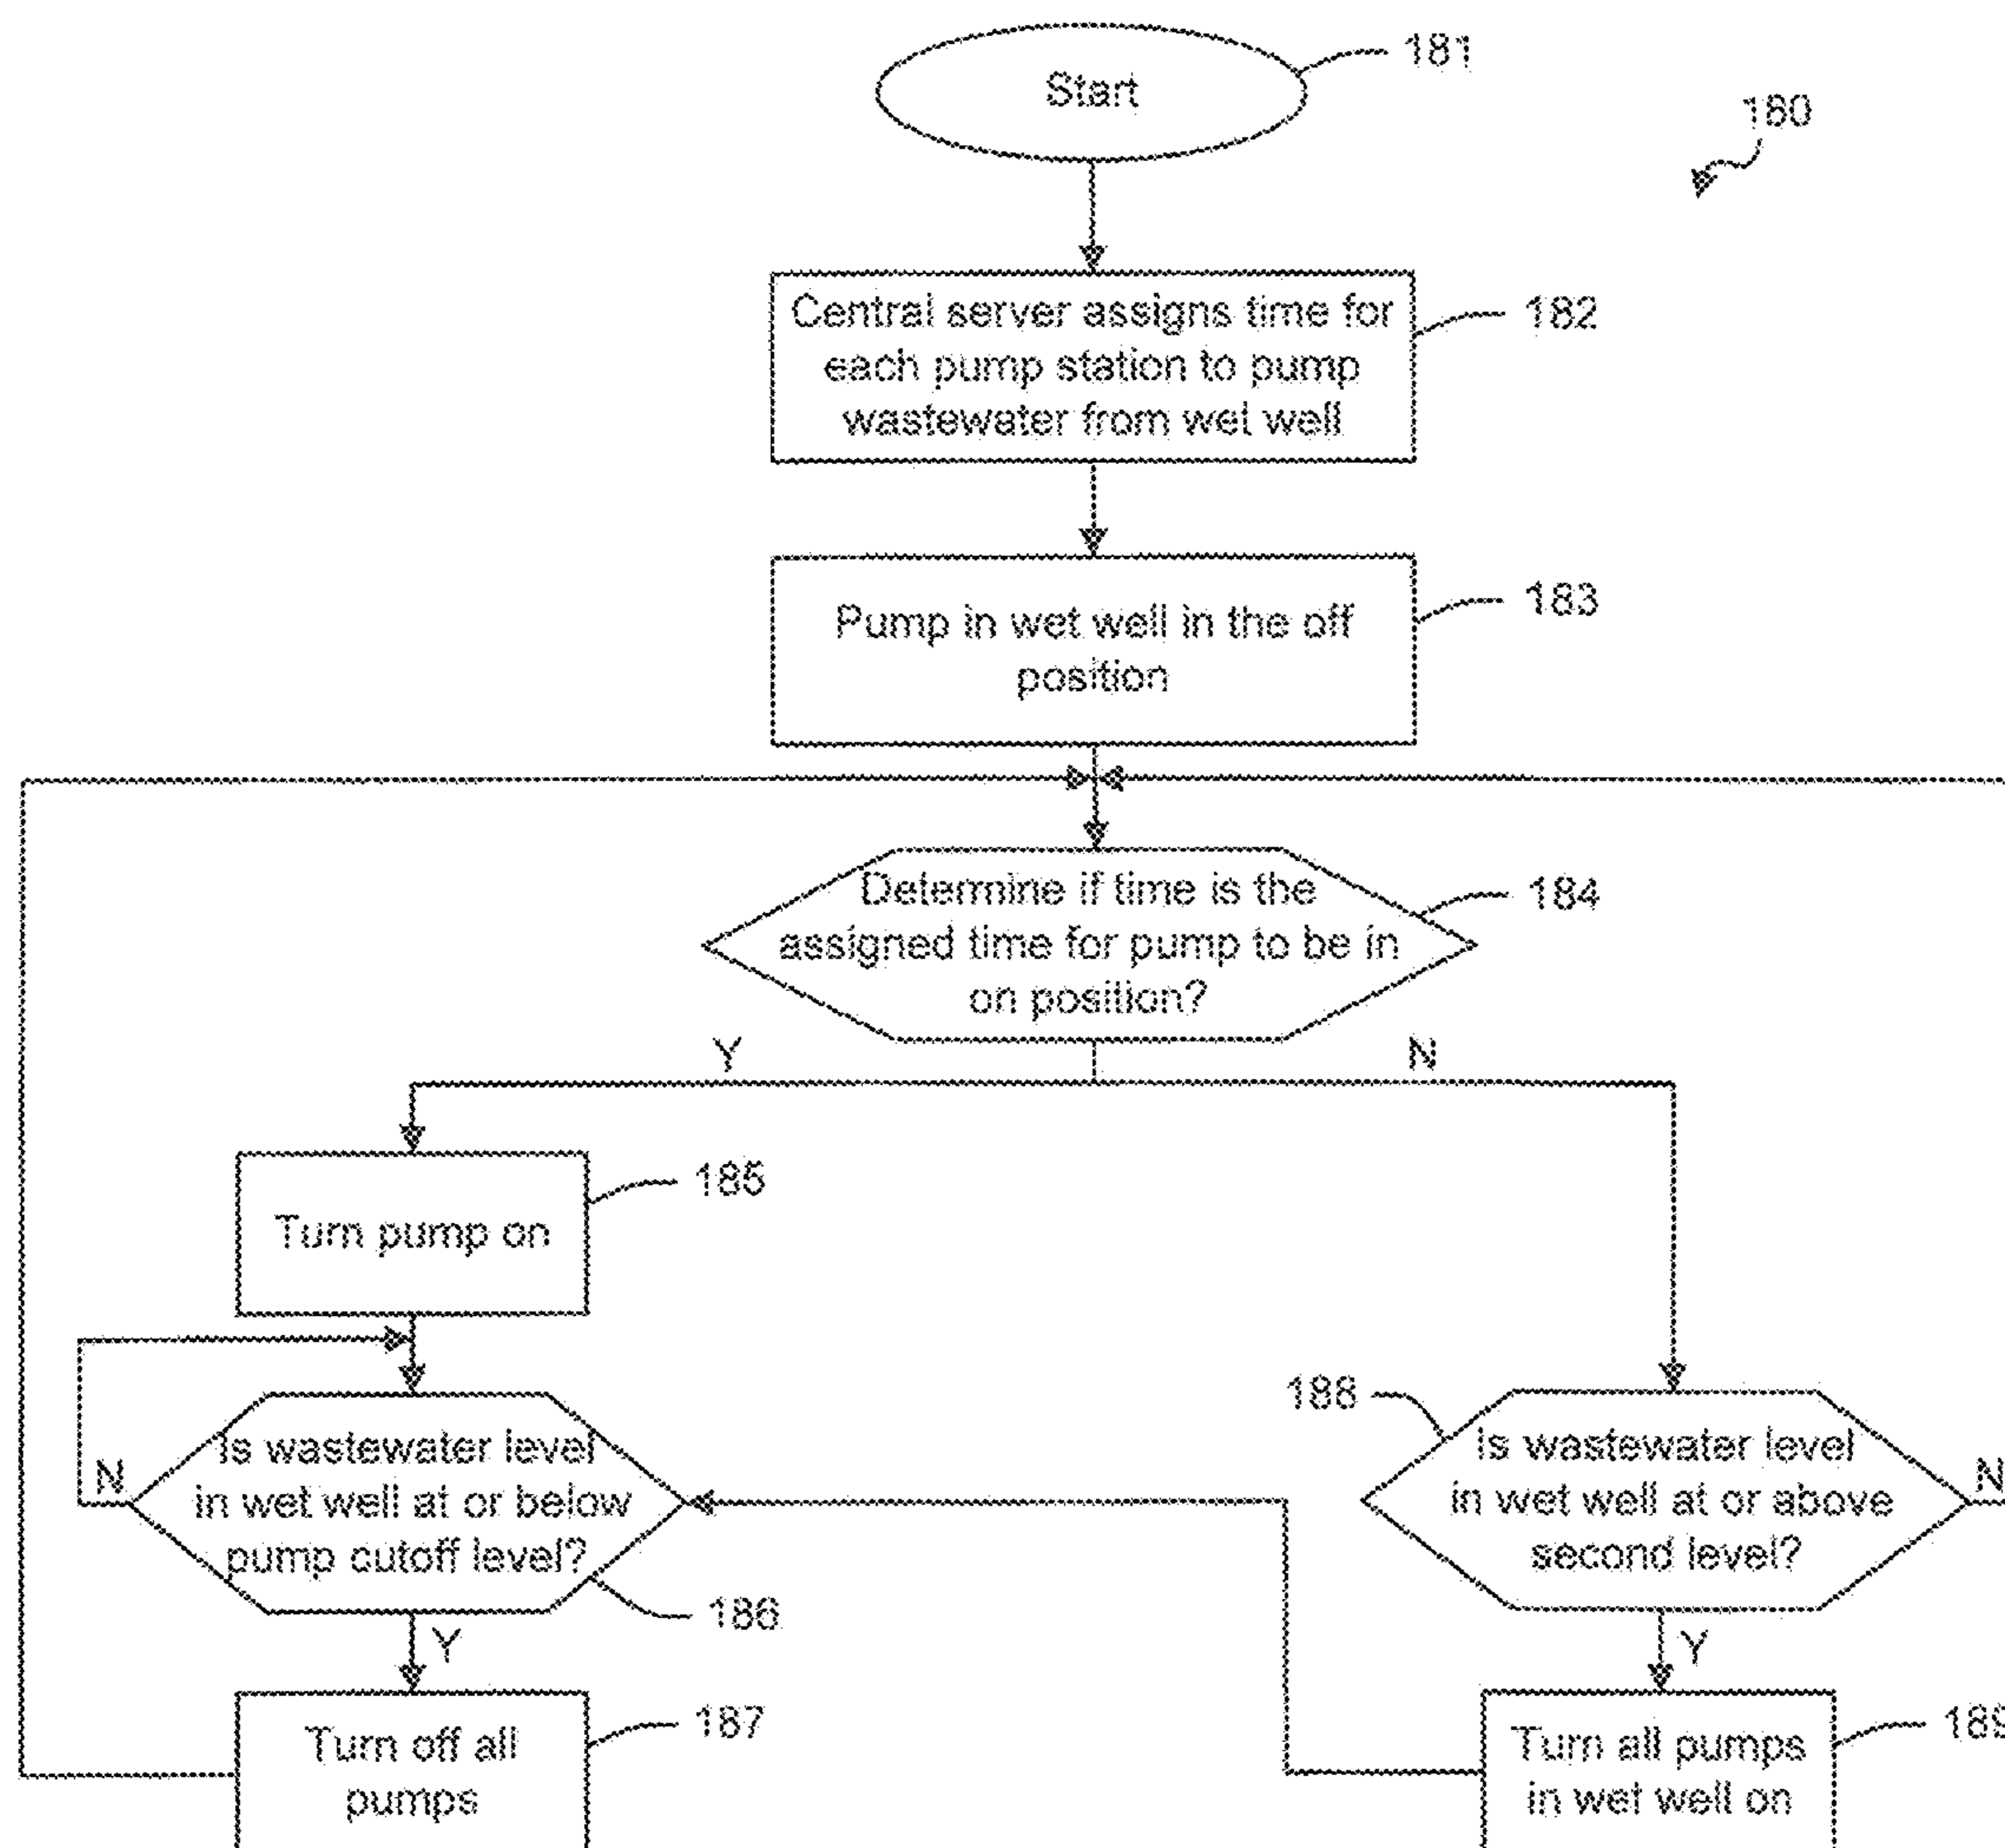 Start
181
180
Central server assigns time for
each pump station to pump
wastewater from wet well
182
Pump in wet well in the off
position
183
Determine if time is the
assigned time for pump to be in
on position?
184
Y
N
Turn pump on
185
188
Is wastewater level
in wet well at or below
pump cutoff level?
N
186
Is wastewater level
in wet well at or above
second level?
N
Y
Y
Turn off all
pumps
187
Turn all pumps
in wet well on
189